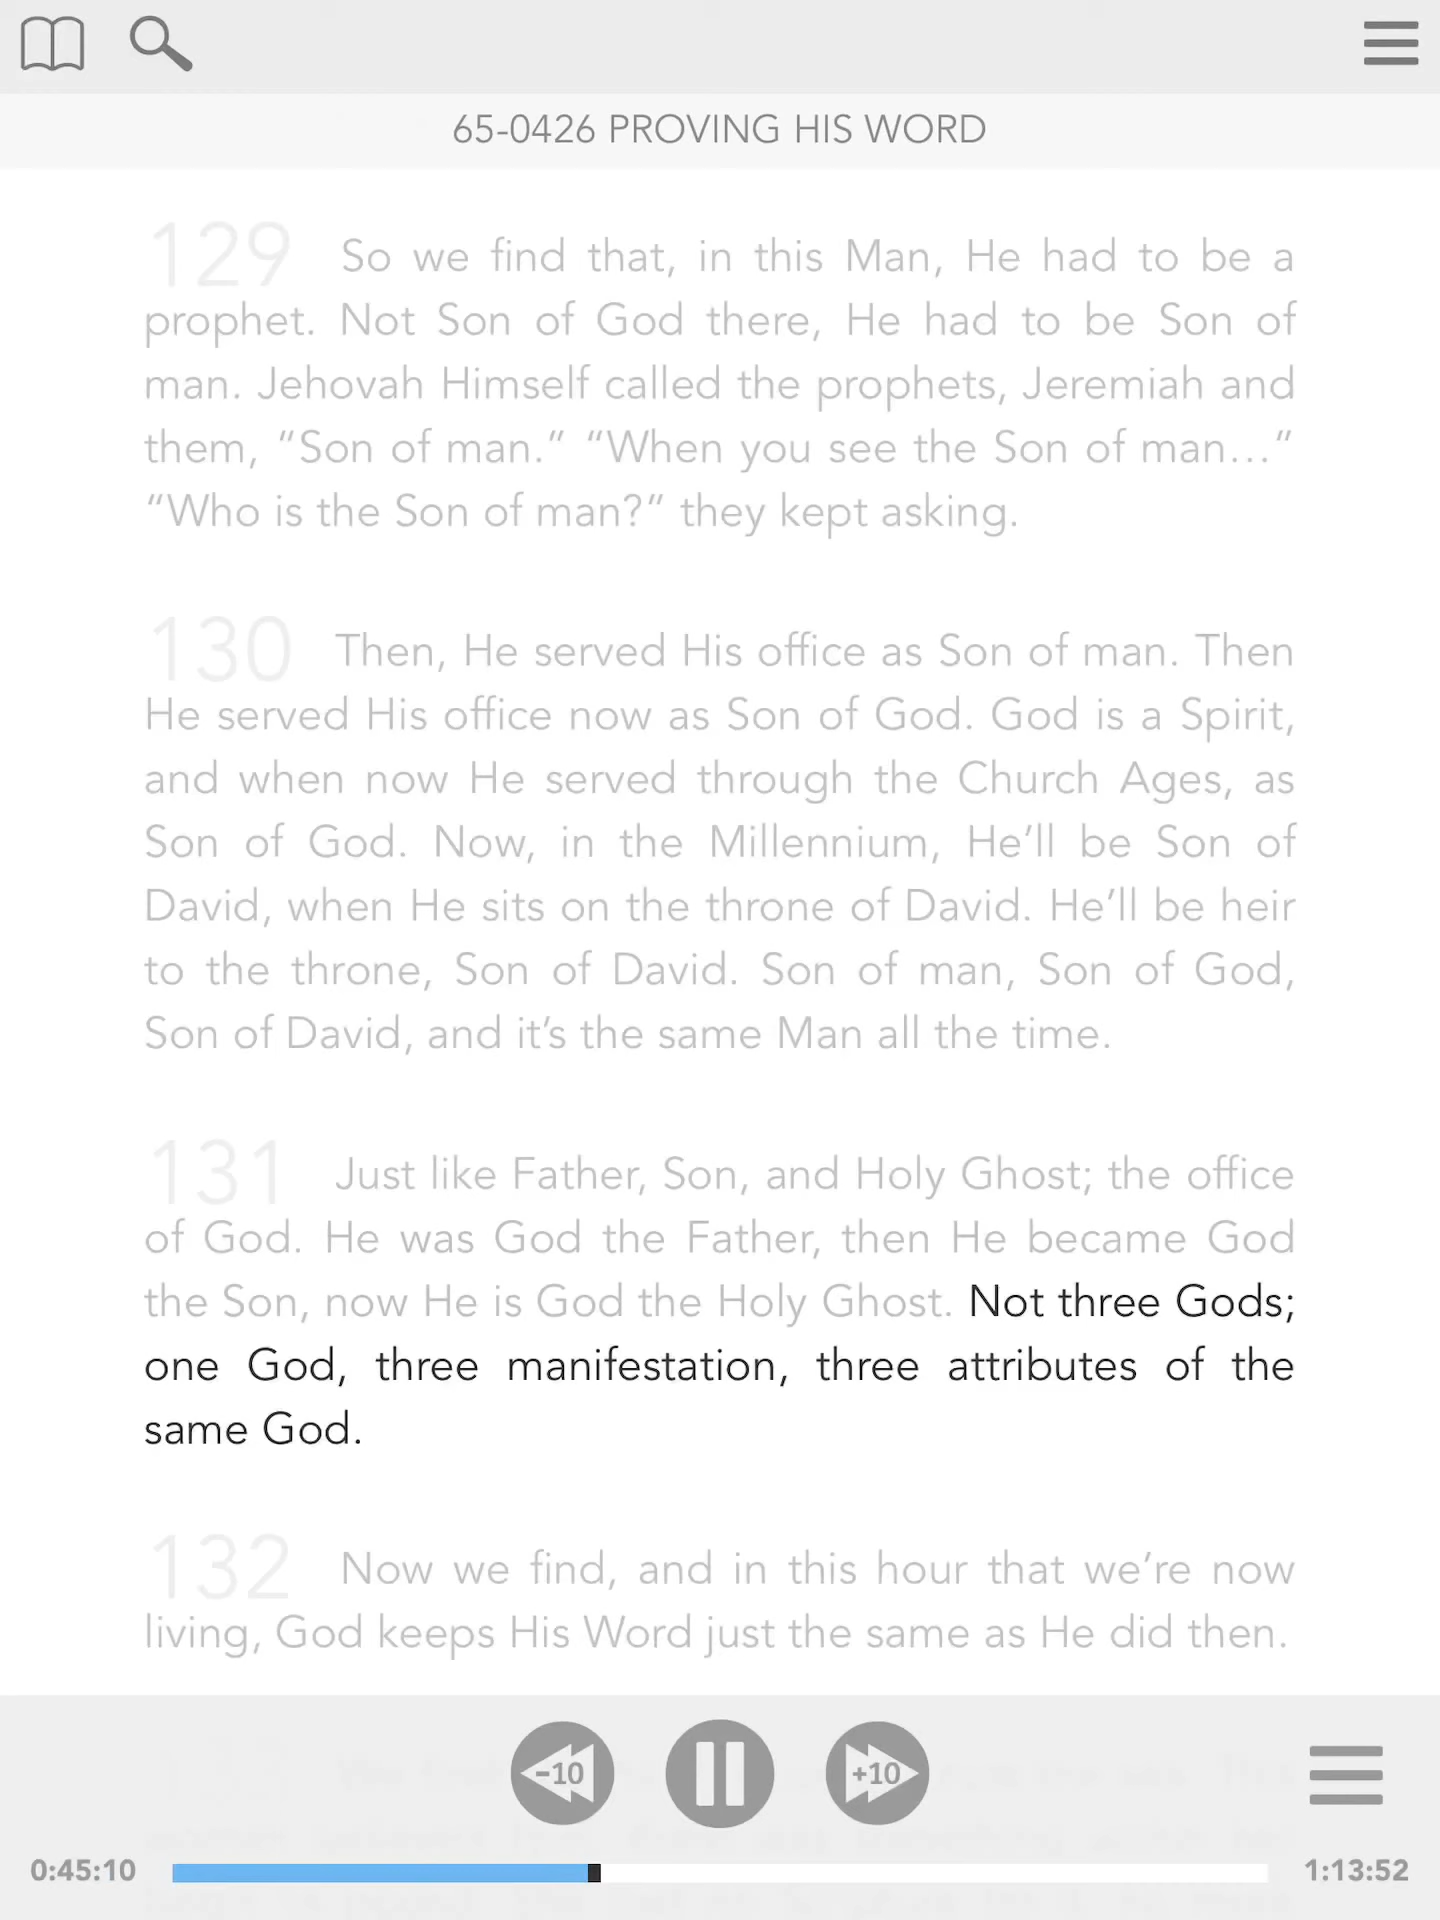 65-0426 PROVING HIS WORD
129 So we find that, in this Man, He had to be a
prophet. Not Son of God there, He had to be Son of
man. Jehovah Himself called the prophets, Jeremiah and
them, “Son of man.” “When you see the Son of man…”
“Who is the Son of man?“ they kept asking.
130 Then, He served His office as Son of man. Then
He served His office now as Son of God. God is a Spirit,
and when now He served through the Church Ages, as
Son of God. Now, in the Millennium, He’ll be Son of
David, when He sits on the throne of David. He’ll be heir
to the throne, Son of David. Son of man, Son of God,
Son of David, and it’s the same Man all the time.
131 Just like Father, Son, and Holy Ghost; the office
of God. He was God the Father, then He became God
the Son, now He is God the Holy Ghost. Not three Gods;
one God, three manifestation, three attributes of the
same God.
132 Now we find, and in this hour that we’re now
living, God keeps His Word just the same as He did then.
-10 +10
0:45:10 1:13:52